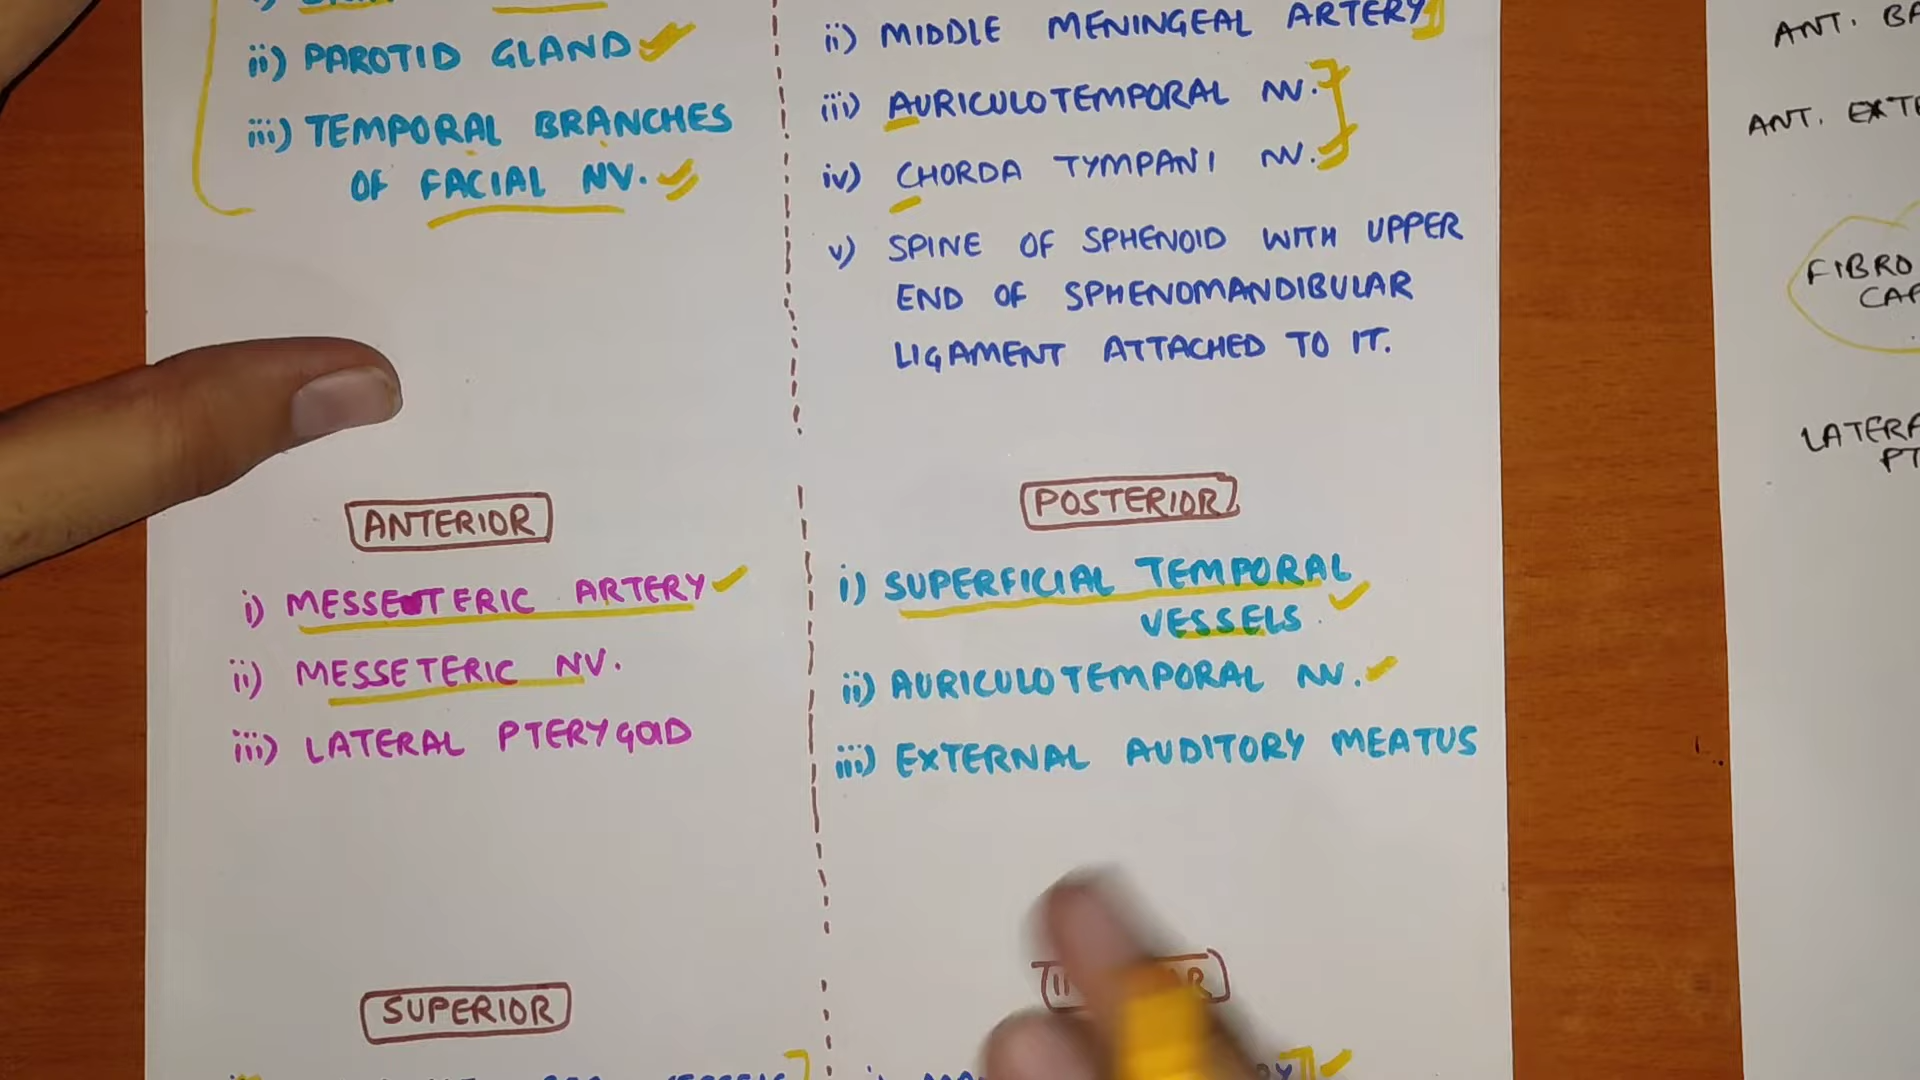 ii) PAROTID GLAND
iii) TEMPORAL BRANCHES
OF FACIAL NV.
ii) MIDDLE MENINGEAL ARTERY
iii) AURICULOTEMPORAL NV.
iv) CHORDA TYMPANI NV.
v) SPINE OF SPHENOID WITH UPPER
END OF SPHENOMANDIBULAR
LIGAMENT ATTACHED TO IT.
ANTERIOR
i) MESSETERIC ARTERY
ii) MESSETERIC NV.
iii) LATERAL PTERYGOID
POSTERIOR
i) SUPERFICIAL TEMPORAL
VESSELS.
ii) AURICULOTEMPORAL NV.
iii) EXTERNAL AUDITORY MEATUS
SUPERIOR
ANT.
ANT.
FIBRO